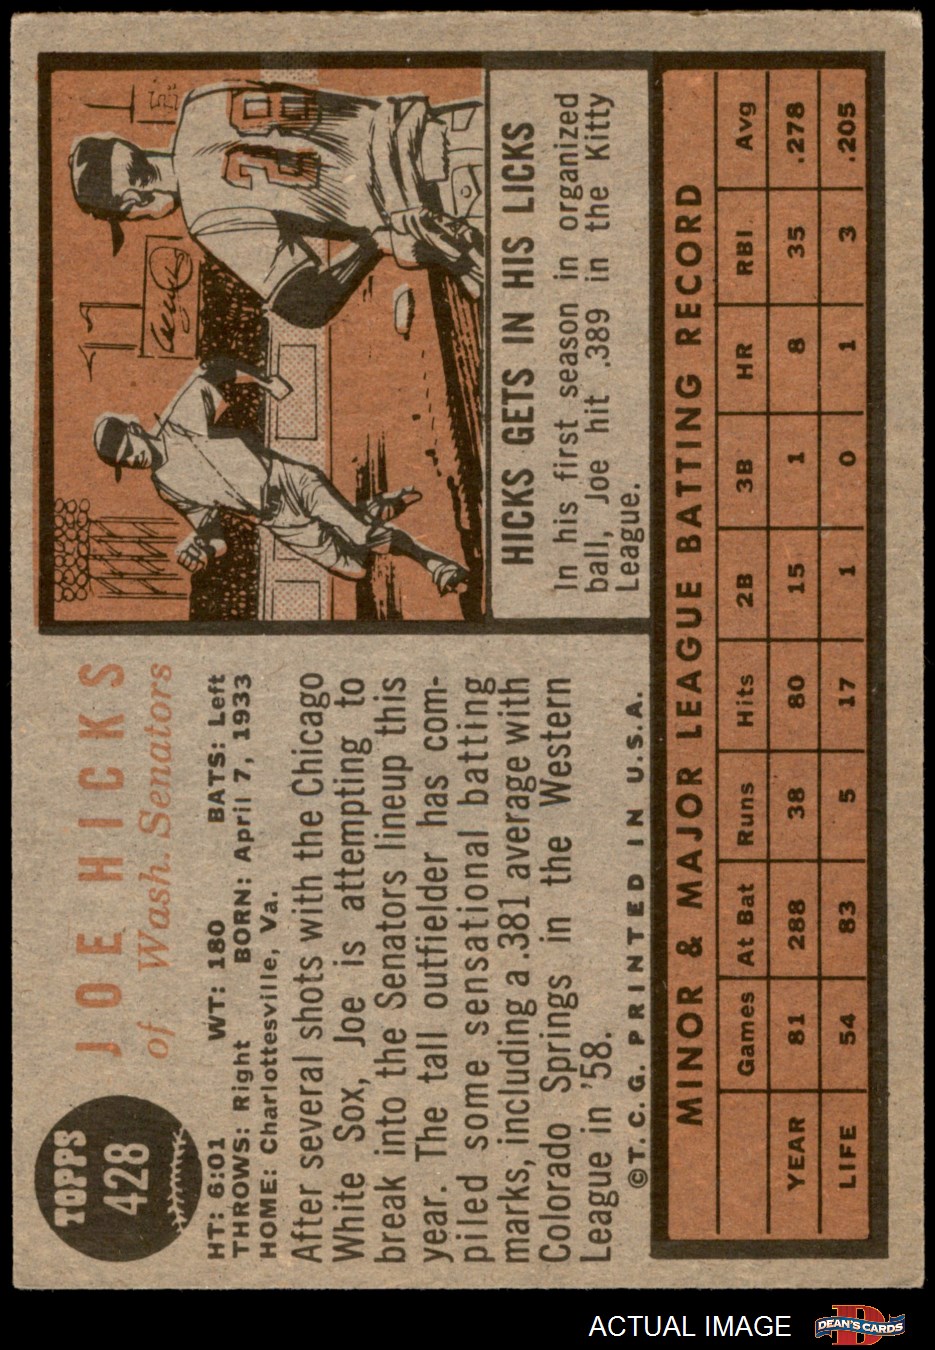 TOPPS
428
JOE HICKS
of Wash. Senators
HT: 6:01 WT: 180 BATS: Left
THROWS: Right BORN: April 7, 1933
HOME: Charlottesville, Va.
After several shots with the Chicago
White Sox, Joe is attempting to
break into the Senators lineup this
year. The tall outfielder has com-
piled some sensational batting
marks, including a .381 average with
Colorado Springs in the Western
League in '58.
©T. C. G. PRINTED IN U.S.A.
20
HICKS GETS IN HIS LICKS
In his first season in organized
ball, Joe hit .389 in the Kitty
League.
MINOR & MAJOR LEAGUE BATTING RECORD
Games At Bat Runs Hits 2B 3B HR RBI Avg
YEAR 81 288 38 80 15 1 8 35 .278
LIFE 54 83 5 17 1 0 1 3 .205
ACTUAL IMAGE
DEAN'S CARDS